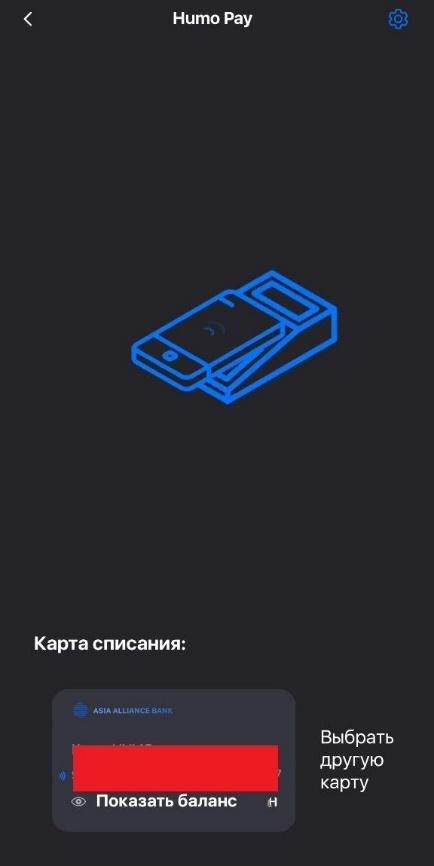 Humo Pay
Карта списания:
ASIA ALLIANCE BANK
Показать баланс
Выбрать
другую
карту